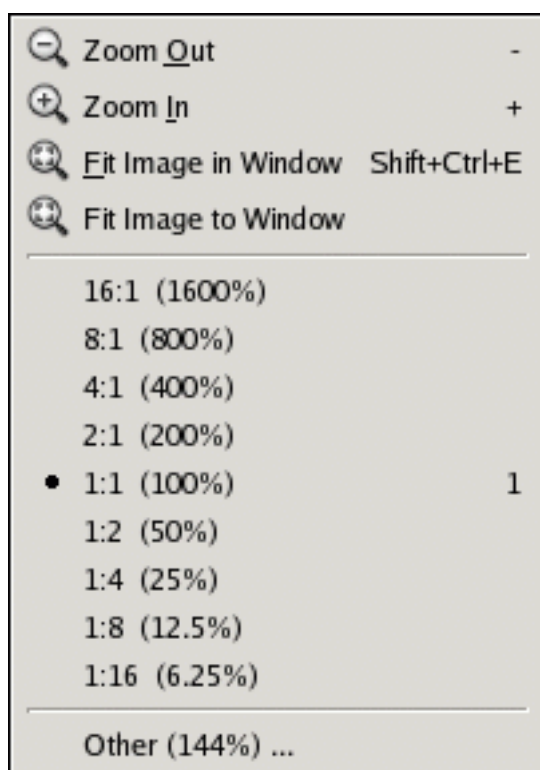 Zoom Out -
Zoom In +
Fit Image in Window Shift+Ctrl+E
Fit Image to Window
16:1 (1600%)
8:1 (800%)
4:1 (400%)
2:1 (200%)
1:1 (100%) 1
1:2 (50%)
1:4 (25%)
1:8 (12.5%)
1:16 (6.25%)
Other (144%) ...